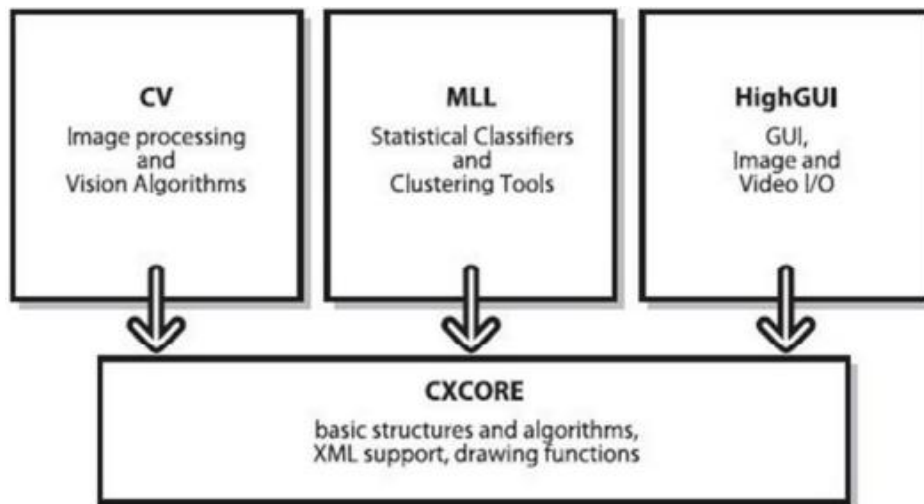 CV
Image processing
and
Vision Algorithms
MLL
Statistical Classifiers
and
Clustering Tools
HighGUI
GUI,
Image and
Video I/O
CXCORE
basic structures and algorithms,
XML support, drawing functions